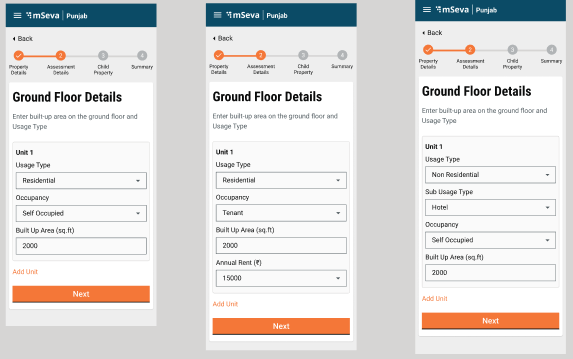 mSeva | Punjab
Back
2 3 4
Property Details Assessment Details Child Property Summary
Ground Floor Details
Enter built-up area on the ground floor and
Usage Type
Unit 1
Usage Type
Residential
Occupancy
Self Occupied
Built Up Area (sq.ft)
2000
Add Unit
Next
mSeva | Punjab
Back
2 3 4
Property Details Assessment Details Child Property Summary
Ground Floor Details
Enter built-up area on the ground floor and
Usage Type
Unit 1
Usage Type
Residential
Occupancy
Tenant
Built Up Area (sq.ft)
2000
Annual Rent (₹)
15000
Add Unit
Next
mSeva | Punjab
Back
2 3 4
Property Details Assessment Details Child Property Summary
Ground Floor Details
Enter built-up area on the ground floor and
Usage Type
Unit 1
Usage Type
Non Residential
Sub Usage Type
Hotel
Occupancy
Self Occupied
Built Up Area (sq.ft)
2000
Add Unit
Next